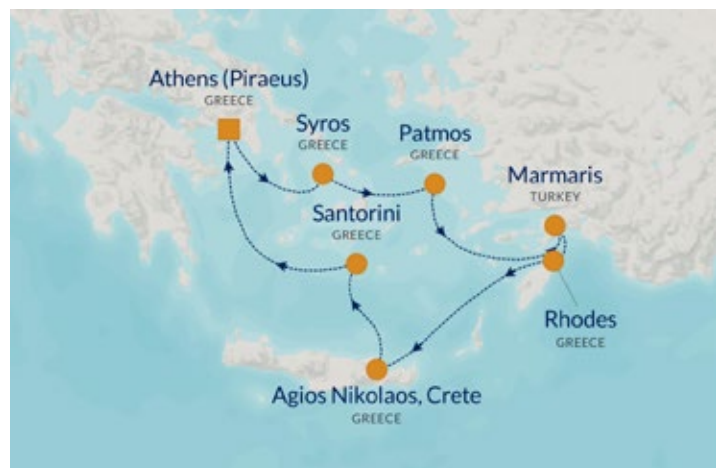 Athens (Piraeus)
GREECE
Syros
GREECE
Patmos
GREECE
Marmaris
TURKEY
Santorini
GREECE
Rhodes
GREECE
Agios Nikolaos, Crete
GREECE